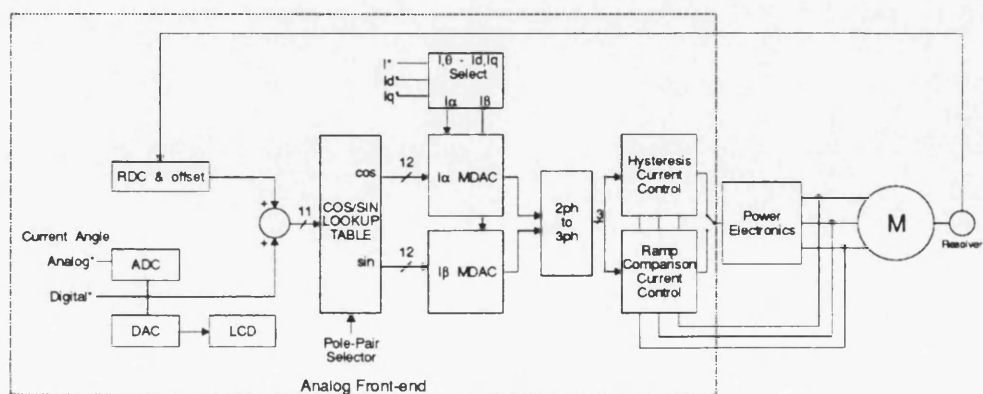 I*
Id*
Iq*
I,θ - Id,Iq
Select
Iα Iβ
RDC & offset
+
+
11
COS/SIN
LOOKUP
TABLE
cos
sin
12
12
Iα MDAC
Iβ MDAC
2ph
to
3ph
3
Hysteresis
Current
Control
Ramp
Comparison
Current
Control
Power
Electronics
M
Resolver
Current Angle
Analog*
ADC
Digital*
DAC
LCD
Pole-Pair
Selector
Analog Front-end